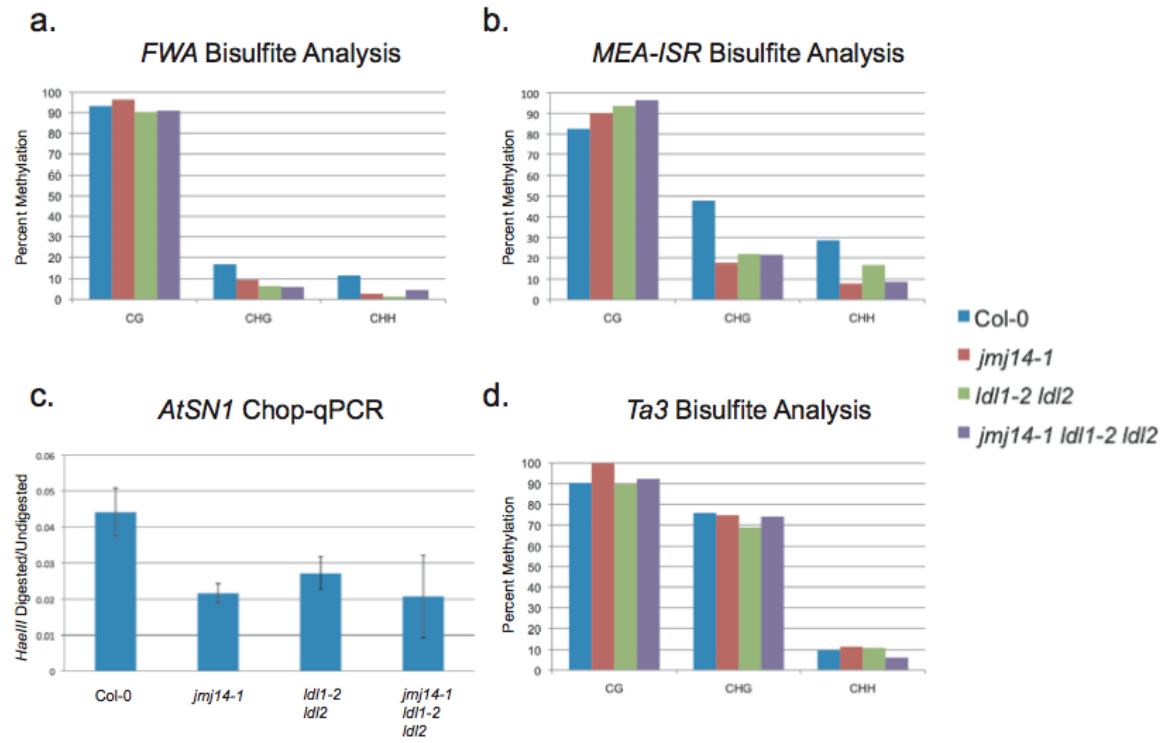 a.
FWA Bisulfite Analysis
Percent Methylation
100
90
80
70
60
50
40
30
20
10
0
CG CHG CHH
b.
MEA-ISR Bisulfite Analysis
Percent Methylation
100
90
80
70
60
50
40
30
20
10
0
CG CHG CHH
Col-0
jmj14-1
ldl1-2 ldl2
jmj14-1 ldl1-2 ldl2
c.
AtSN1 Chop-qPCR
HaeIII Digested/Undigested
0.06
0.05
0.04
0.03
0.02
0.01
0
Col-0
jmj14-1
ldl1-2
ldl2
jmj14-1
ldl1-2
ldl2
d.
Ta3 Bisulfite Analysis
Percent Methylation
100
90
80
70
60
50
40
30
20
10
0
CG CHG CHH